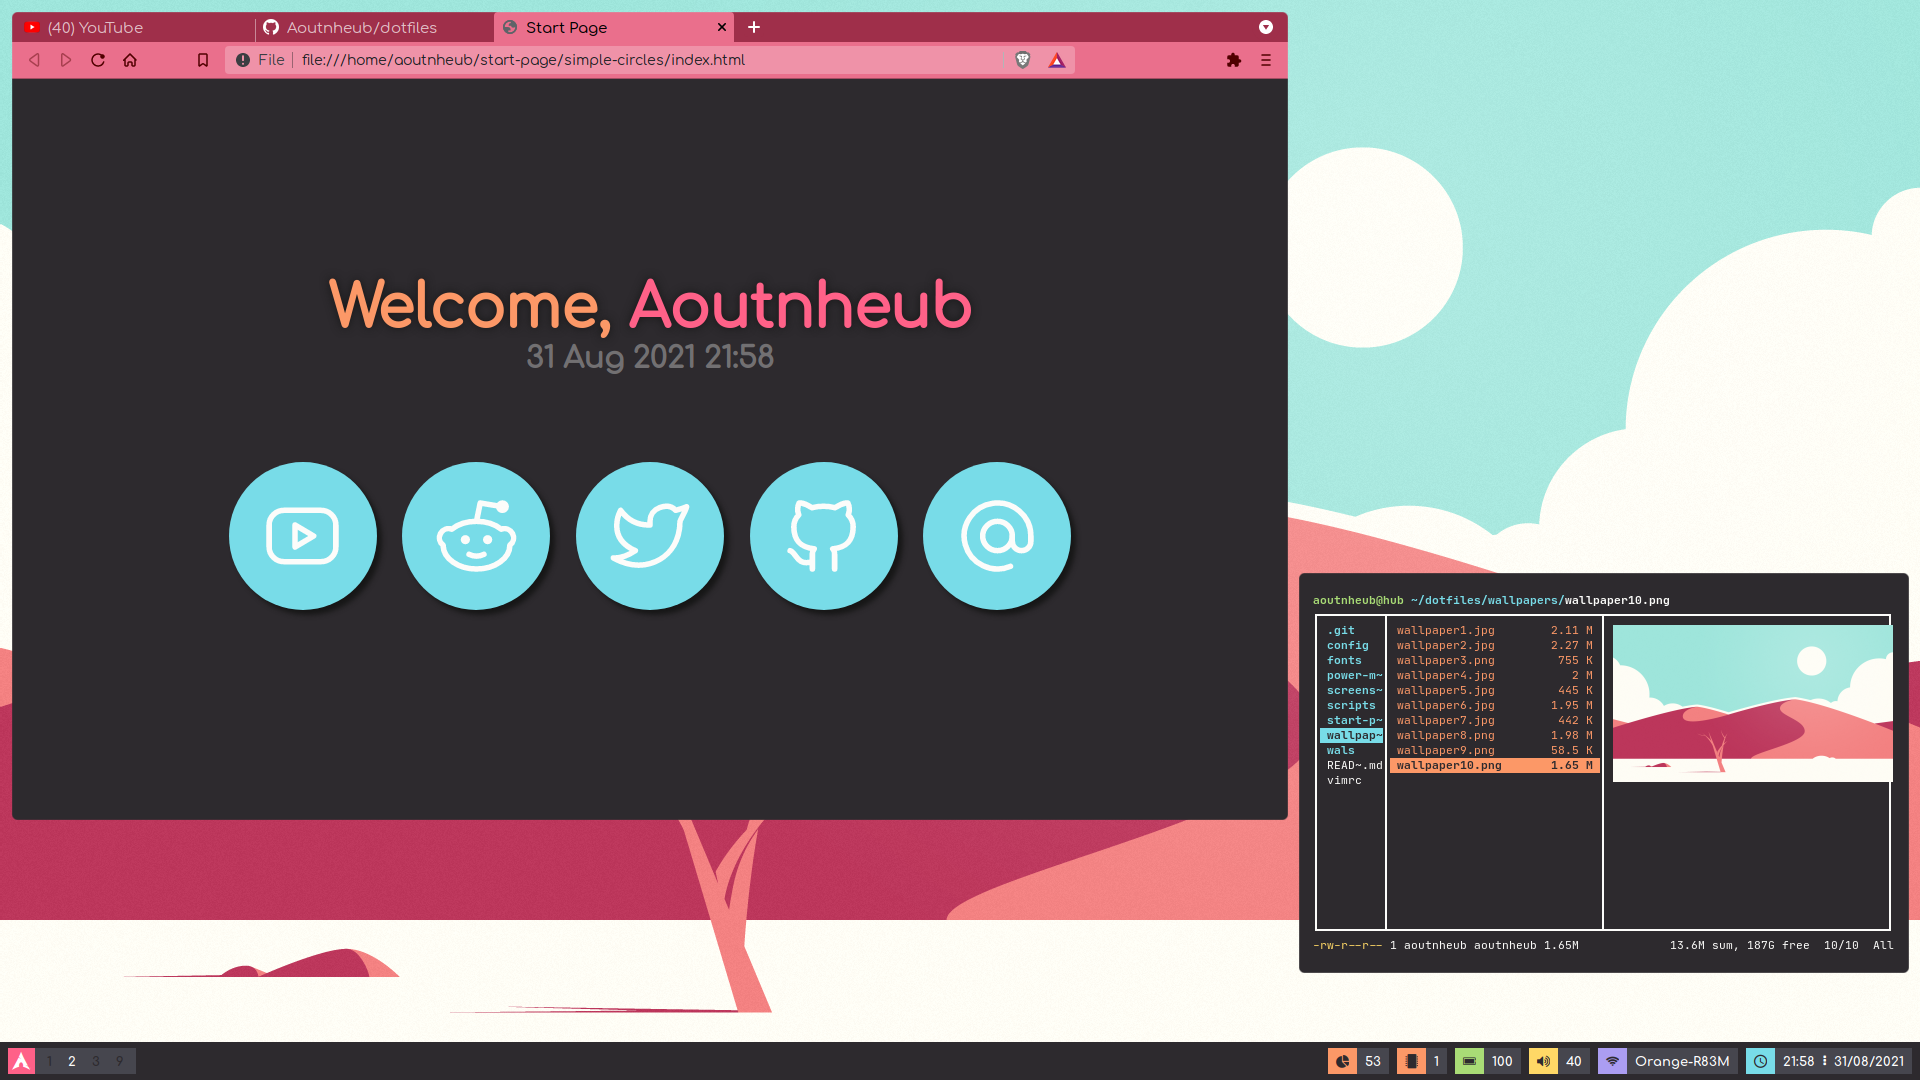 (40) YouTube
Aoutnheub/dotfiles
Start Page
File
file:///home/aoutnheub/start-page/simple-circles/index.html
Welcome, Aoutnheub
31 Aug 2021 21:58
aoutnheub@hub ~/dotfiles/wallpapers/wallpaper10.png
.git wallpaper1.jpg 2.11 M
config wallpaper2.jpg 2.27 M
fonts wallpaper3.png 755 K
power-m~ wallpaper4.jpg 2 M
screens~ wallpaper5.jpg 445 K
scripts wallpaper6.jpg 1.95 M
start-p~ wallpaper7.jpg 442 K
wallpap~ wallpaper8.png 1.98 M
wals wallpaper9.png 58.5 K
READ~.md wallpaper10.png 1.65 M
vimrc
-rw-r--r-- 1 aoutnheub aoutnheub 1.65M 13.6M sum, 187G free 10/10 All
1 2 3 9
53 1 100 40 Orange-R83M 21:58 31/08/2021